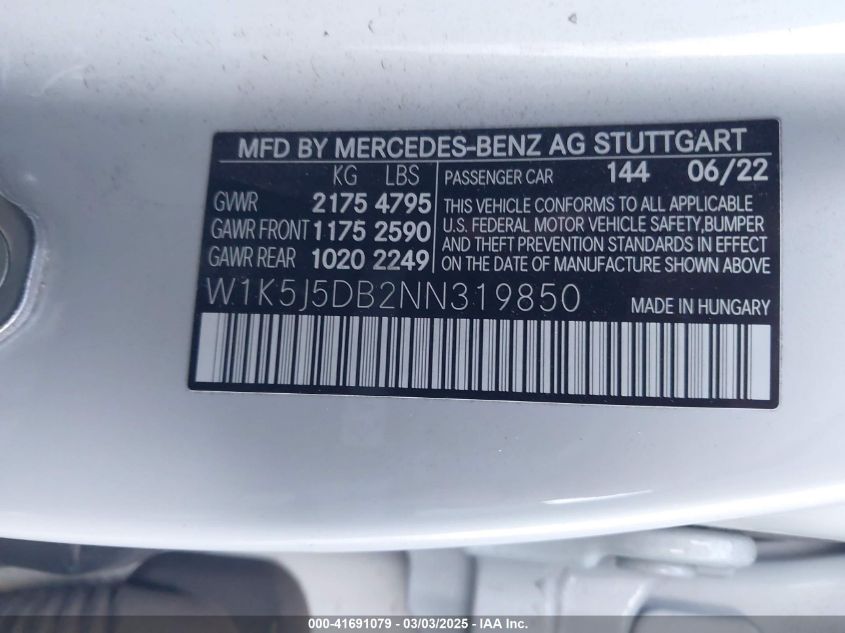 MFD BY MERCEDES-BENZ AG STUTTGART
KG LBS
GVWR 2175 4795
GAWR FRONT 1175 2590
GAWR REAR 1020 2249
PASSENGER CAR 144 06/22
THIS VEHICLE CONFORMS TO ALL APPLICABLE
U.S. FEDERAL MOTOR VEHICLE SAFETY,BUMPER
AND THEFT PREVENTION STANDARDS IN EFFECT
ON THE DATE OF MANUFACTURE SHOWN ABOVE
W1K5J5DB2NN319850
MADE IN HUNGARY
000-41691079 - 03/03/2025 - IAA Inc.